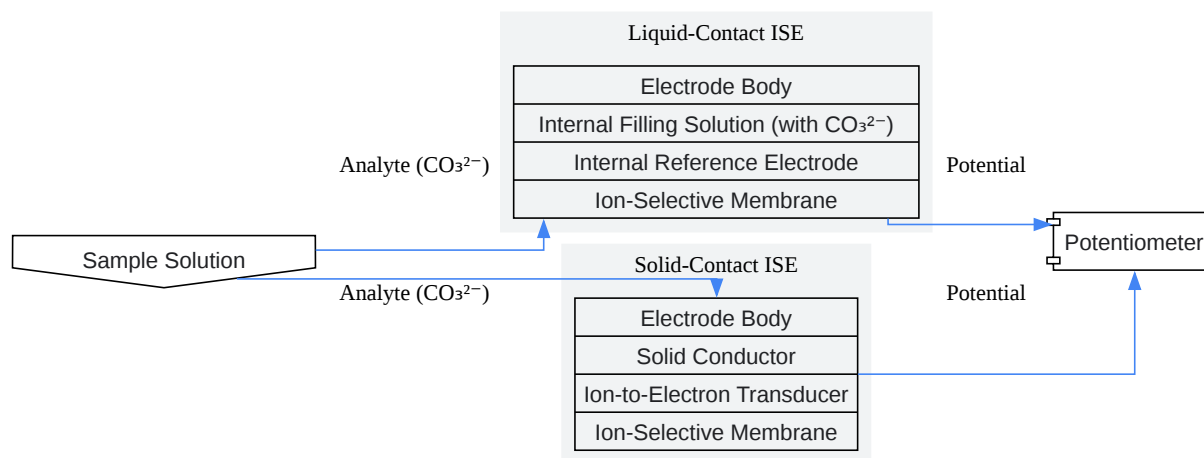 Liquid-Contact ISE
Electrode Body
Internal Filling Solution (with CO₃²⁻)
Internal Reference Electrode
Ion-Selective Membrane
Analyte (CO₃²⁻)
Potential
Sample Solution
Potentiometer
Analyte (CO₃²⁻)
Potential
Solid-Contact ISE
Electrode Body
Solid Conductor
Ion-to-Electron Transducer
Ion-Selective Membrane